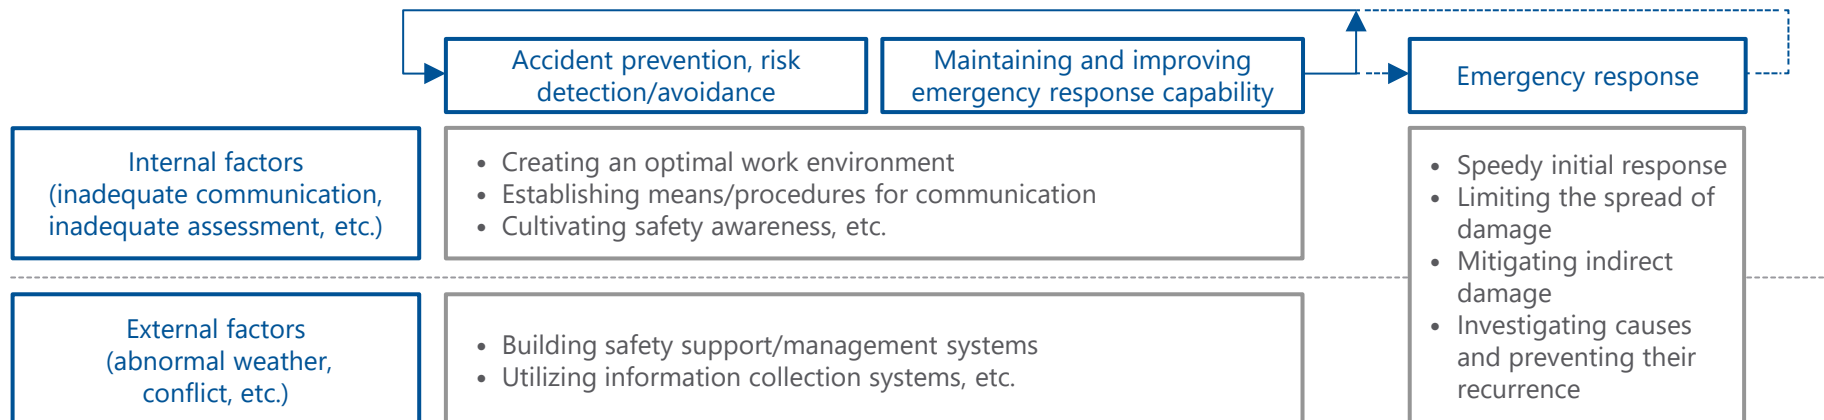 Accident prevention, risk
detection/avoidance
Maintaining and improving
emergency response capability
Emergency response
Internal factors
(inadequate communication,
inadequate assessment, etc.)
• Creating an optimal work environment
• Establishing means/procedures for communication
• Cultivating safety awareness, etc.
• Speedy initial response
• Limiting the spread of
damage
• Mitigating indirect
damage
• Investigating causes
and preventing their
recurrence
External factors
(abnormal weather,
conflict, etc.)
• Building safety support/management systems
• Utilizing information collection systems, etc.